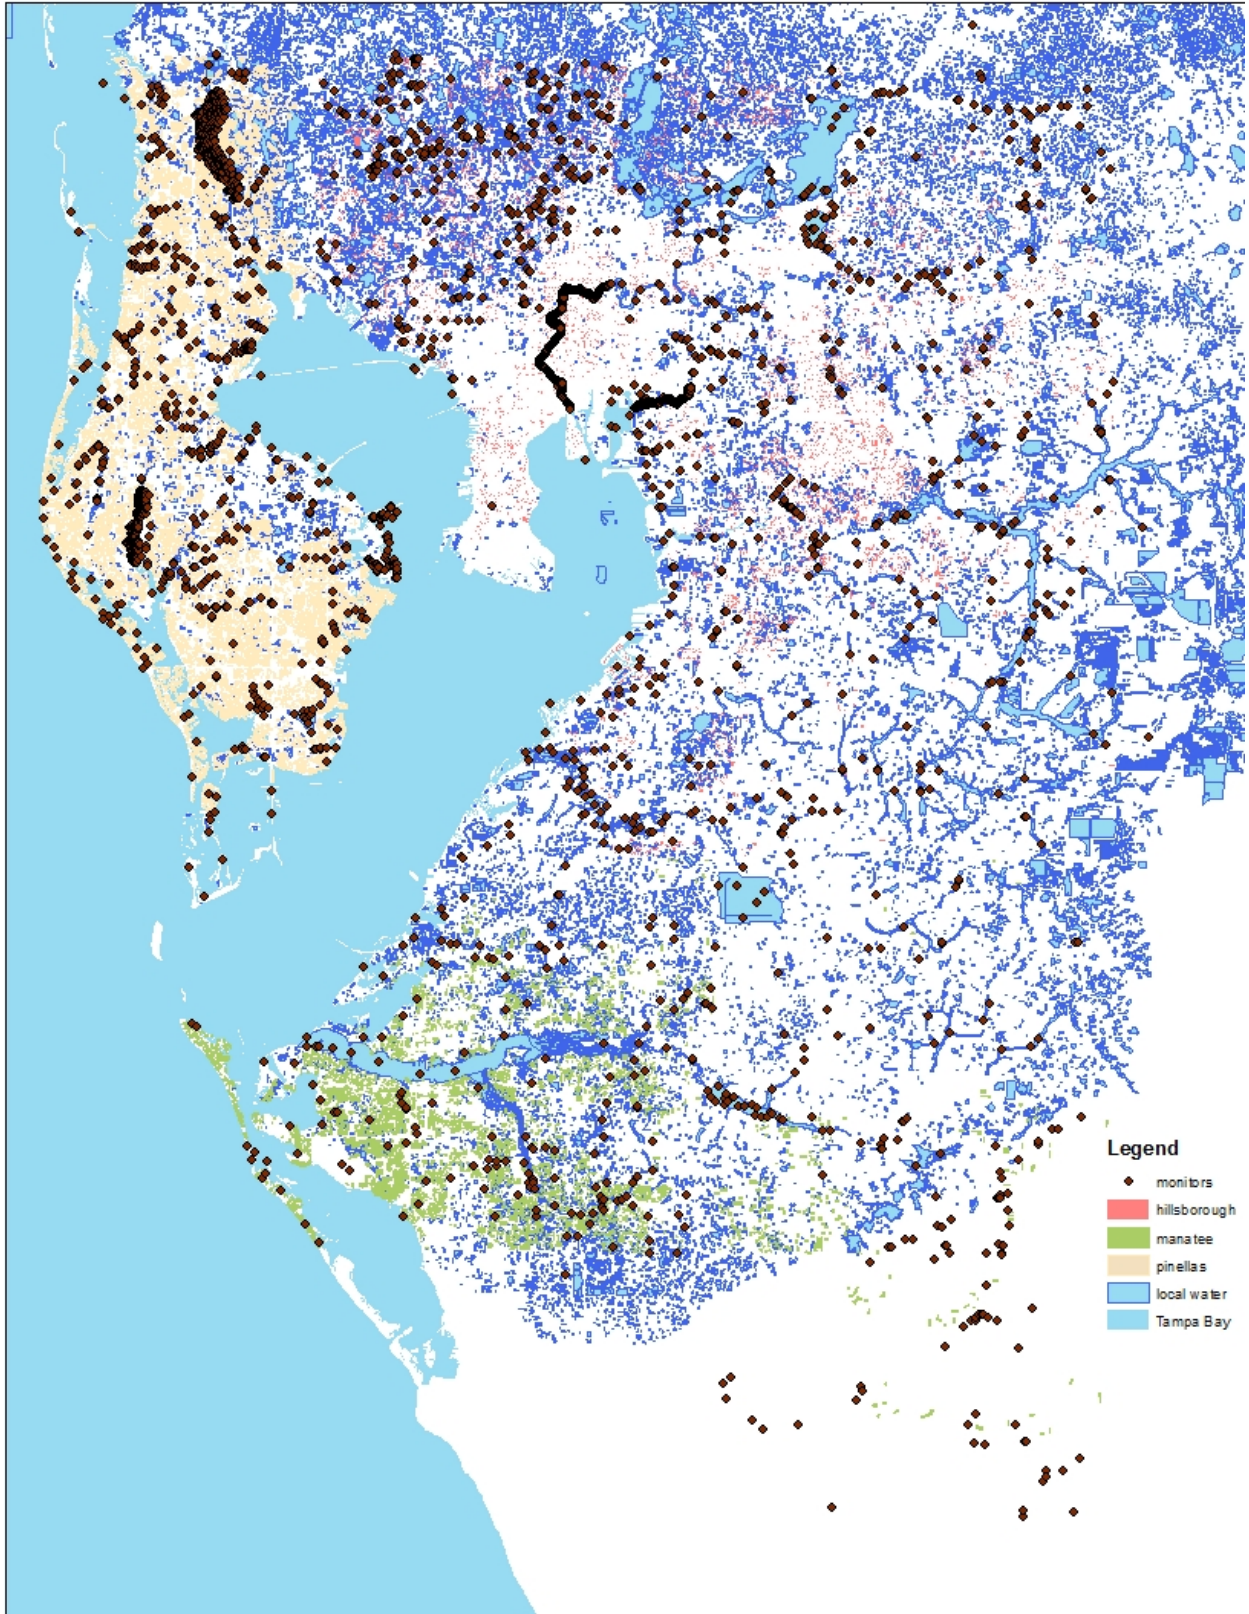 Legend
monitors
hillsborough
manatee
pinellas
local water
Tampa Bay